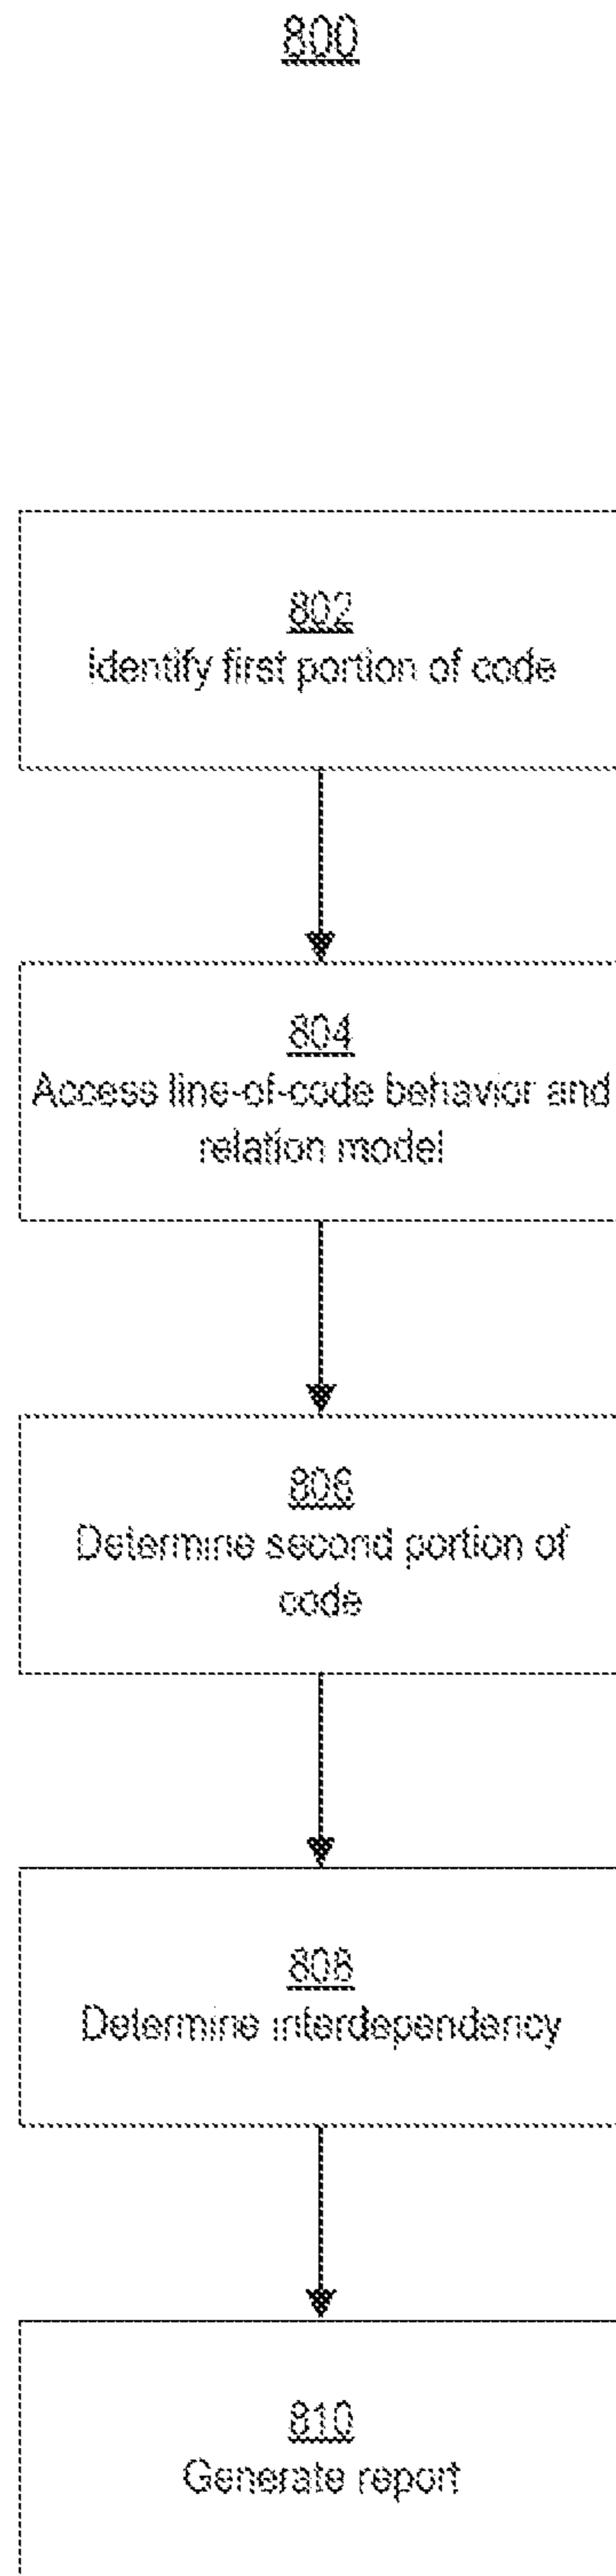 800
802
Identify first portion of code
804
Access line-of-code behavior and
relation model
806
Determine second portion of
code
808
Determine interdependency
810
Generate report